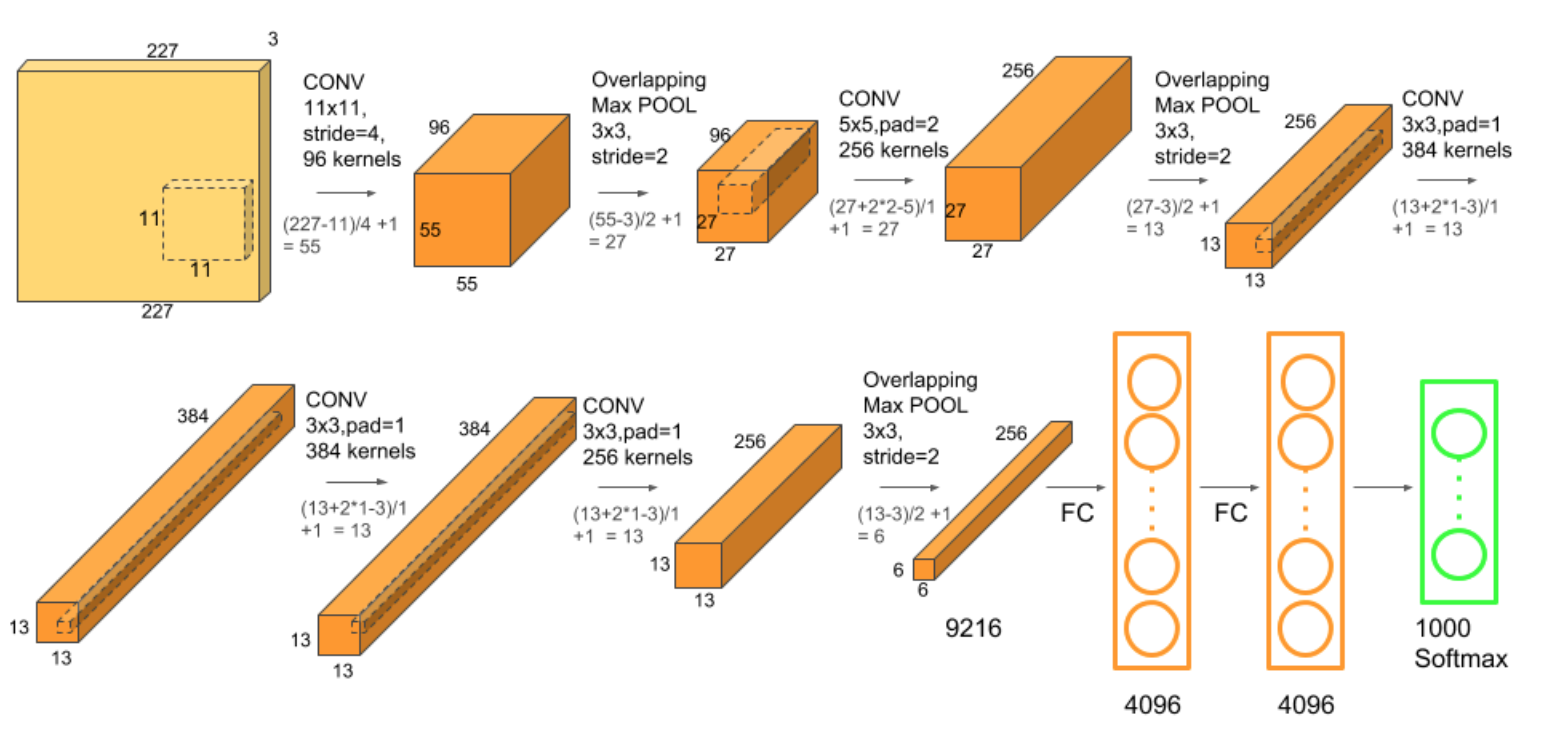 227
3
11
11
227
CONV
11x11,
stride=4,
96 kernels
(227-11)/4 +1
= 55
96
55
55
Overlapping
Max POOL
3x3,
stride=2
(55-3)/2 +1
= 27
96
27
27
CONV
5x5,pad=2
256 kernels
(27+2*2-5)/1
+1 = 27
256
27
27
Overlapping
Max POOL
3x3,
stride=2
(27-3)/2 +1
= 13
256
13
13
CONV
3x3,pad=1
384 kernels
(13+2*1-3)/1
+1 = 13
384
13
13
CONV
3x3,pad=1
384 kernels
(13+2*1-3)/1
+1 = 13
384
13
13
CONV
3x3,pad=1
256 kernels
(13+2*1-3)/1
+1 = 13
256
13
13
Overlapping
Max POOL
3x3,
stride=2
(13-3)/2 +1
= 6
256
6
6
9216
FC
4096
FC
4096
1000
Softmax